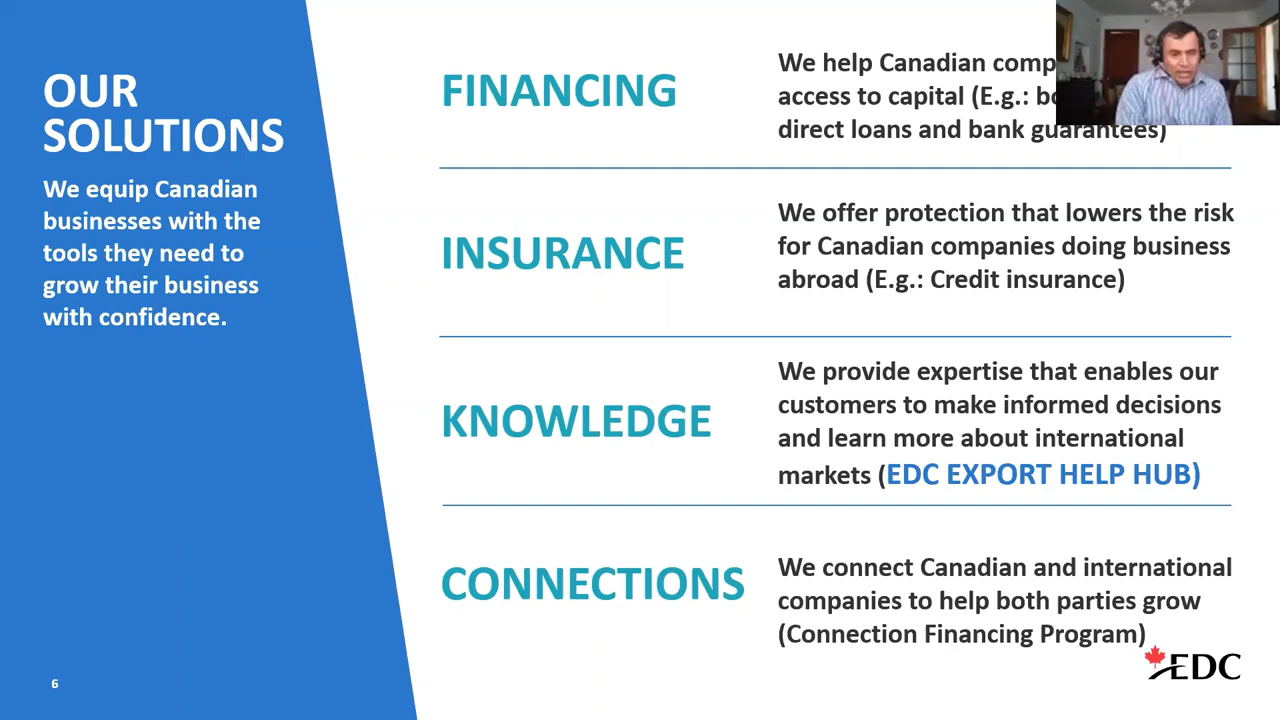 OUR
SOLUTIONS
We equip Canadian
businesses with the
tools they need to
grow their business
with confidence.
FINANCING
We help Canadian
access to capital (E.g.:
direct loans and bank guarantees)
INSURANCE
We offer protection that lowers the risk
for Canadian companies doing business
abroad (E.g.: Credit insurance)
KNOWLEDGE
We provide expertise that enables our
customers to make informed decisions
and learn more about international
markets (EDC EXPORT HELP HUB)
CONNECTIONS
We connect Canadian and international
companies to help both parties grow
(Connection Financing Program)
EDC
6